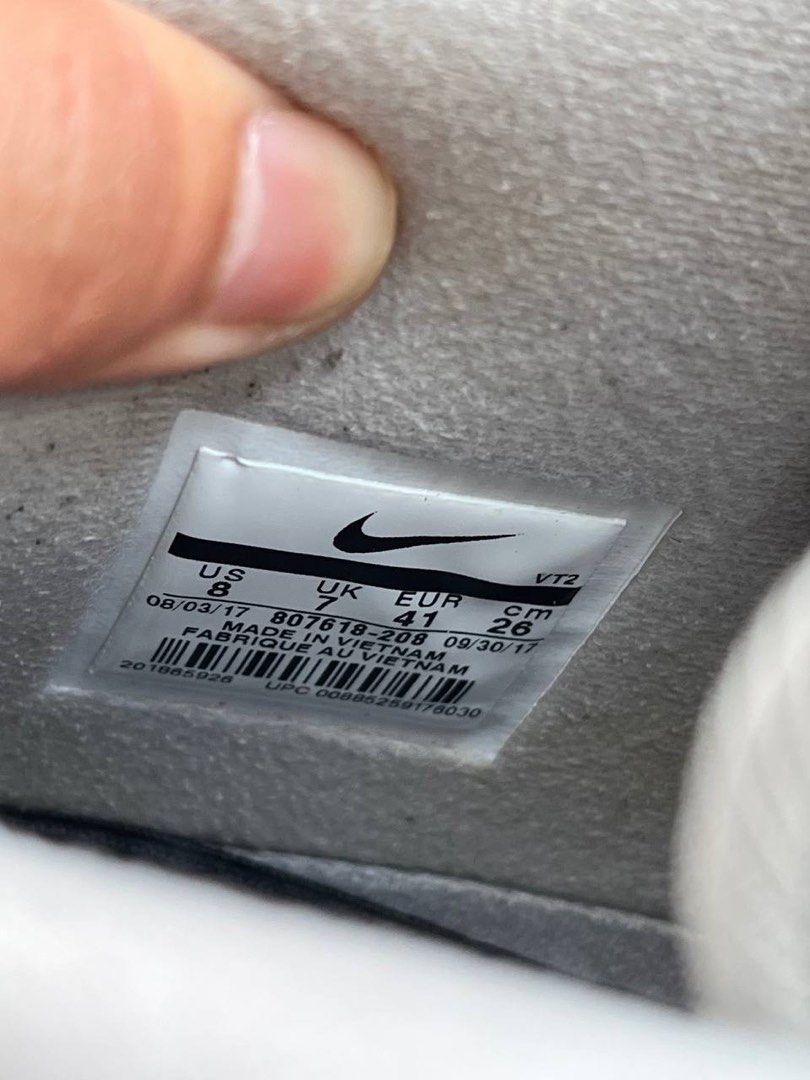 VT2
US UK EUR cm
8 7 41 26
08/03/17 807618-208 09/30/17
MADE IN VIETNAM
FABRIQUE AU VIETNAM
201865926 UPC 00885259176030